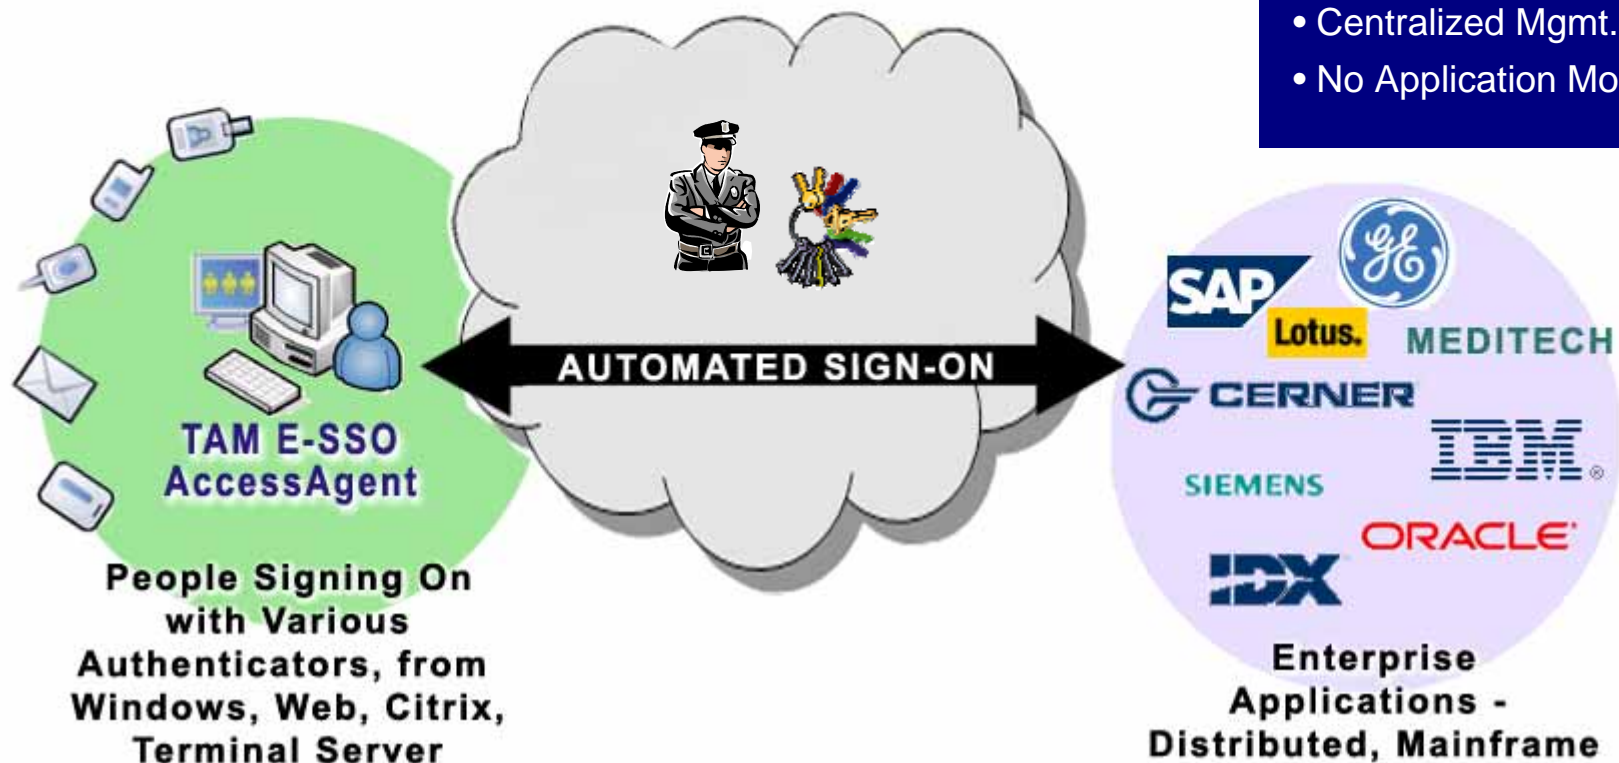 • Centralized Mgmt.
• No Application Mo
AUTOMATED SIGN-ON
TAM E-SSO
AccessAgent
People Signing On
with Various
Authenticators, from
Windows, Web, Citrix,
Terminal Server
GE
SAP
Lotus.
MEDITECH
CERNER
IBM®
SIEMENS
ORACLE
IDX
Enterprise
Applications -
Distributed, Mainframe